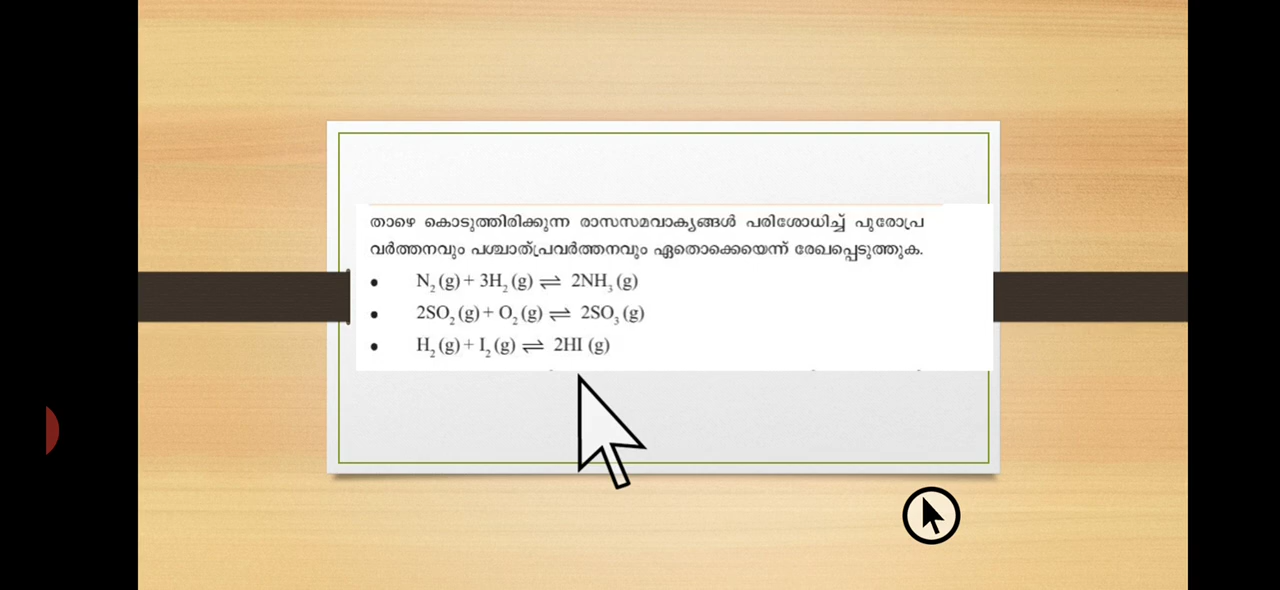 താഴെ കൊടുത്തിരിക്കുന്ന രാസസമവാക്യങ്ങൾ പരിശോധിച്ച് പുരോപ്ര
വർത്തനവും പശ്ചാത്പ്രവർത്തനവും ഏതൊക്കെയെന്ന് രേഖപ്പെടുത്തുക.
• N₂ (g) + 3H₂ (g) ⇌ 2NH₃ (g)
• 2SO₂ (g) + O₂ (g) ⇌ 2SO₃ (g)
• H₂ (g) + I₂ (g) ⇌ 2HI (g)